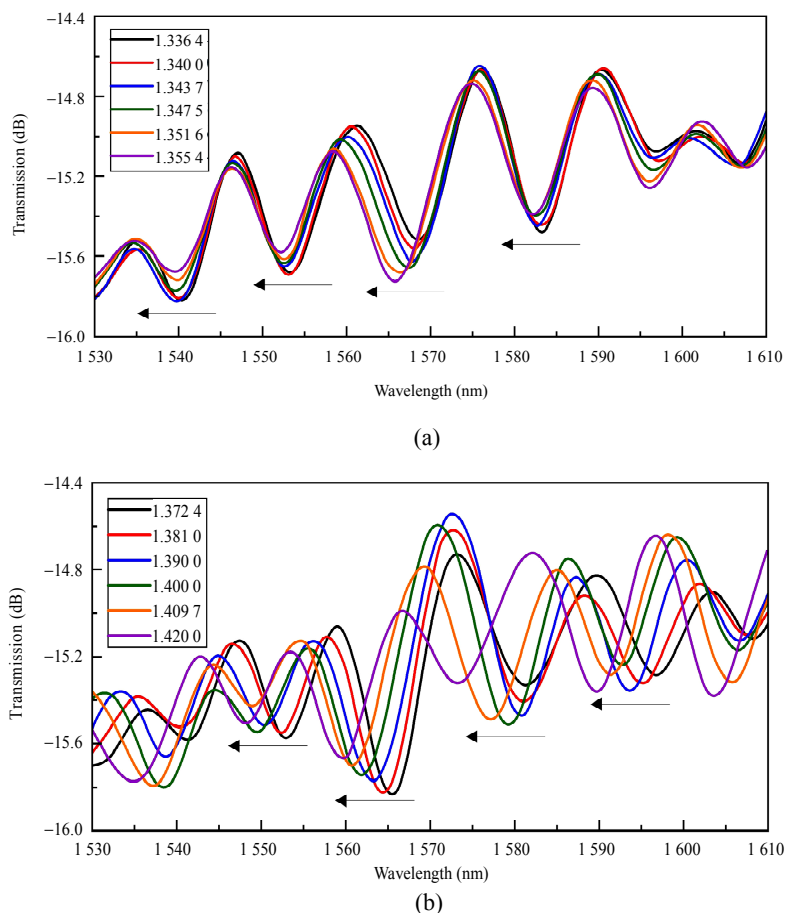 −14.4
1.336 4
1.340 0
1.343 7
1.347 5
1.351 6
1.355 4
−14.8
−15.2
−15.6
−16.0
Transmission (dB)
1 530 1 540 1 550 1 560 1 570 1 580 1 590 1 600 1 610
Wavelength (nm)
(a)
−14.4
1.372 4
1.381 0
1.390 0
1.400 0
1.409 7
1.420 0
−14.8
−15.2
−15.6
−16.0
Transmission (dB)
1 530 1 540 1 550 1 560 1 570 1 580 1 590 1 600 1 610
Wavelength (nm)
(b)